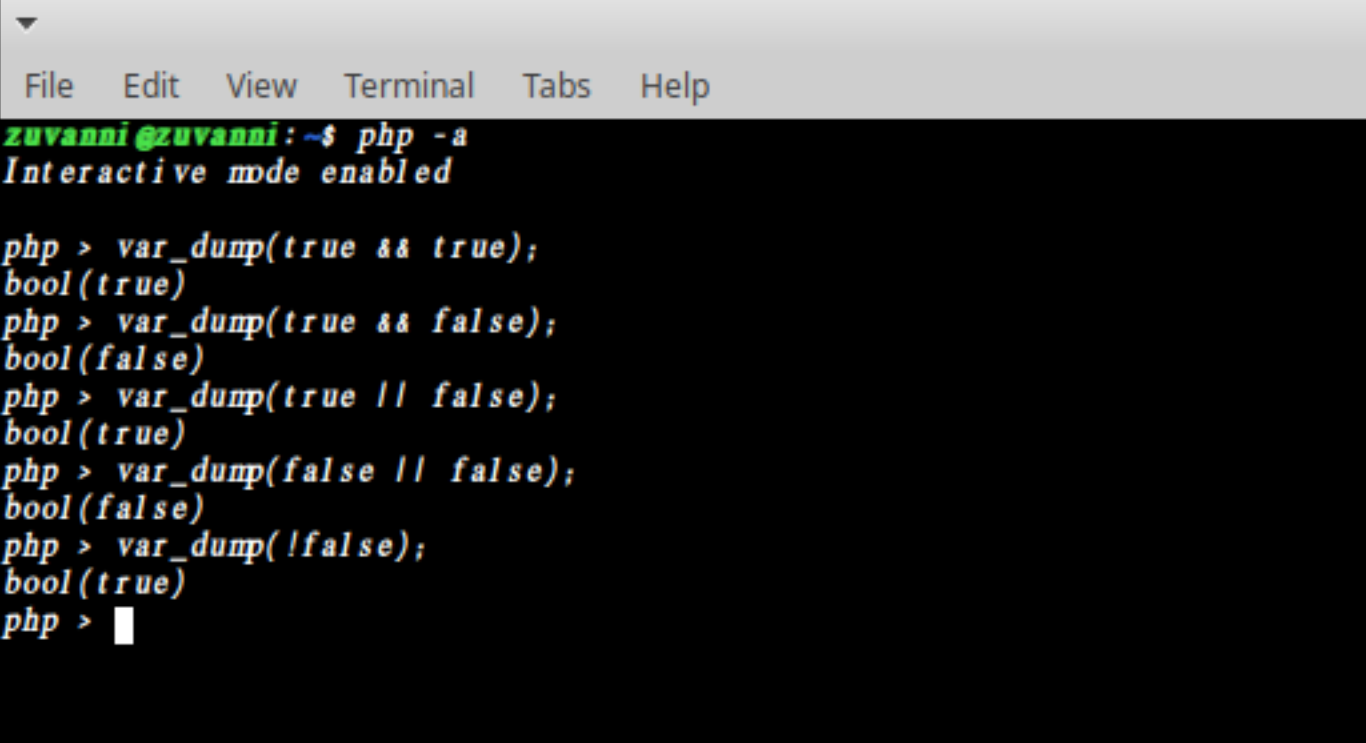 File Edit View Terminal Tabs Help
zuvanni@zuvanni:~$ php -a
Interactive mode enabled
php > var_dump(true && true);
bool(true)
php > var_dump(true && false);
bool(false)
php > var_dump(true || false);
bool(true)
php > var_dump(false || false);
bool(false)
php > var_dump(!false);
bool(true)
php >